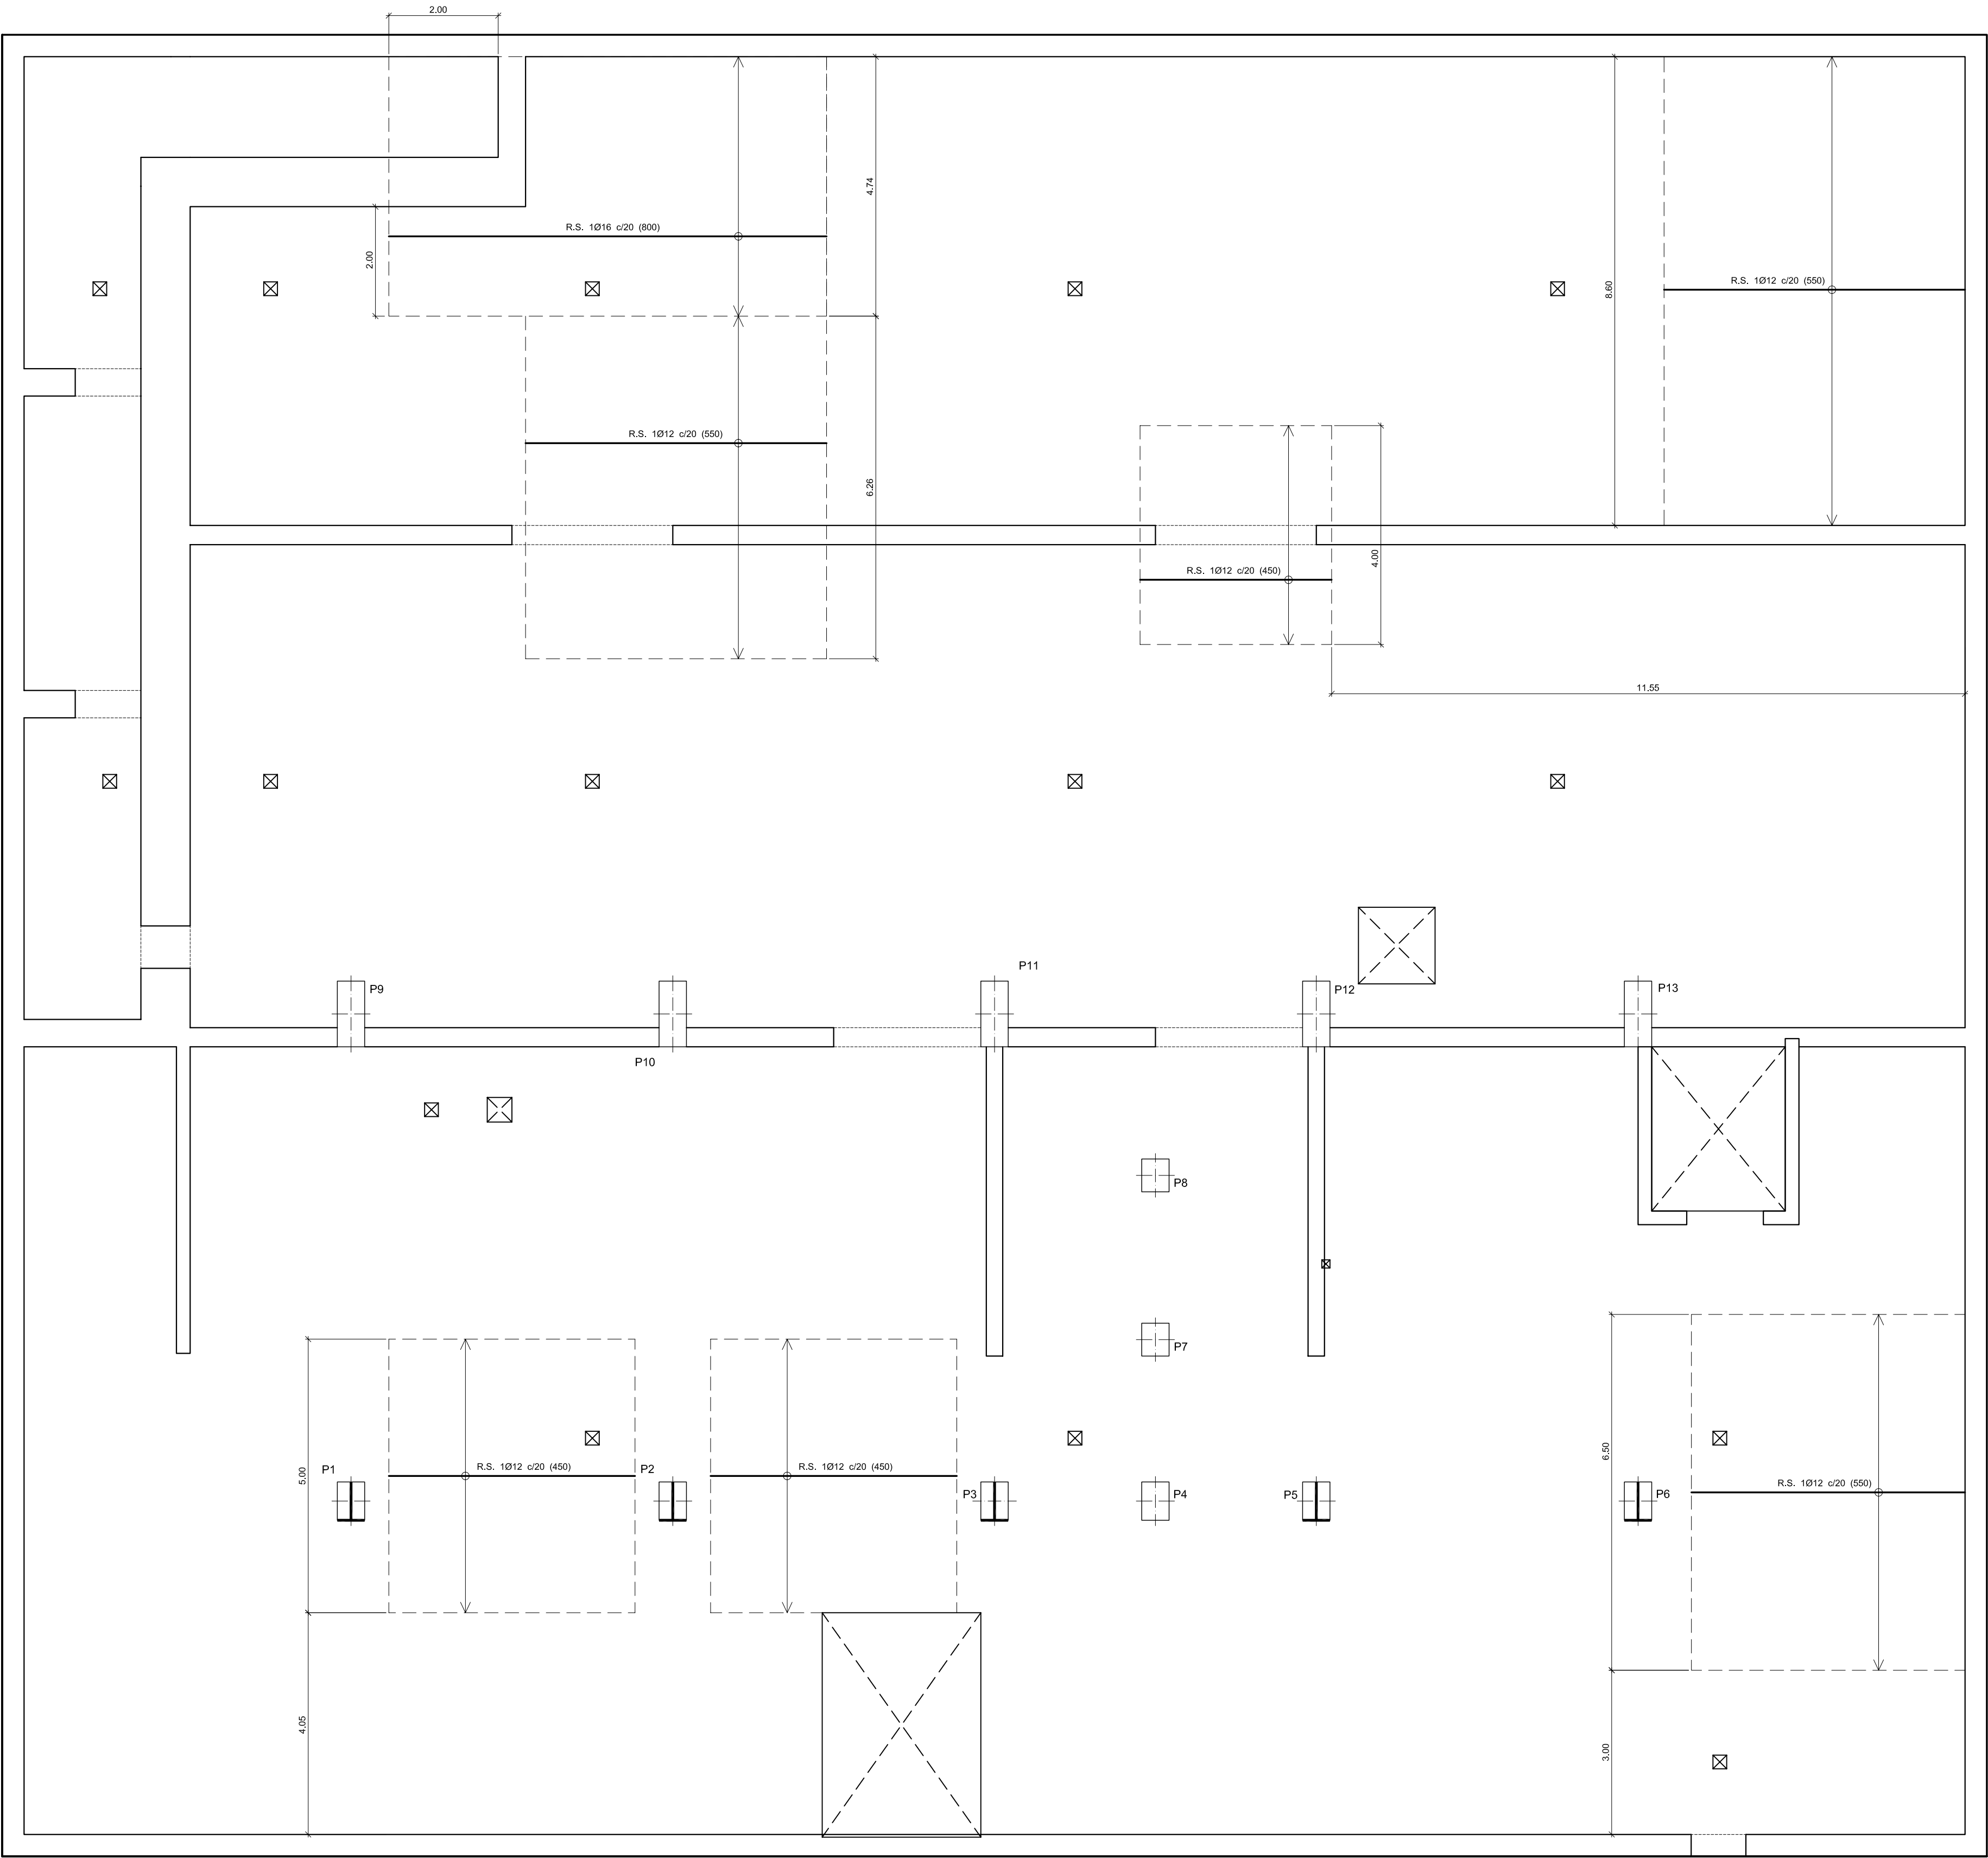 2.00
4.74
R.S. 1Ø16 c/20 (800)
2.00
R.S. 1Ø12 c/20 (550)
8.60
R.S. 1Ø12 c/20 (550)
6.26
4.00
R.S. 1Ø12 c/20 (450)
11.55
P11
P9
P12
P13
P10
P8
P7
5.00
P1
R.S. 1Ø12 c/20 (450)
P2
R.S. 1Ø12 c/20 (450)
P3
P4
P5
6.50
P6
R.S. 1Ø12 c/20 (550)
4.05
3.00